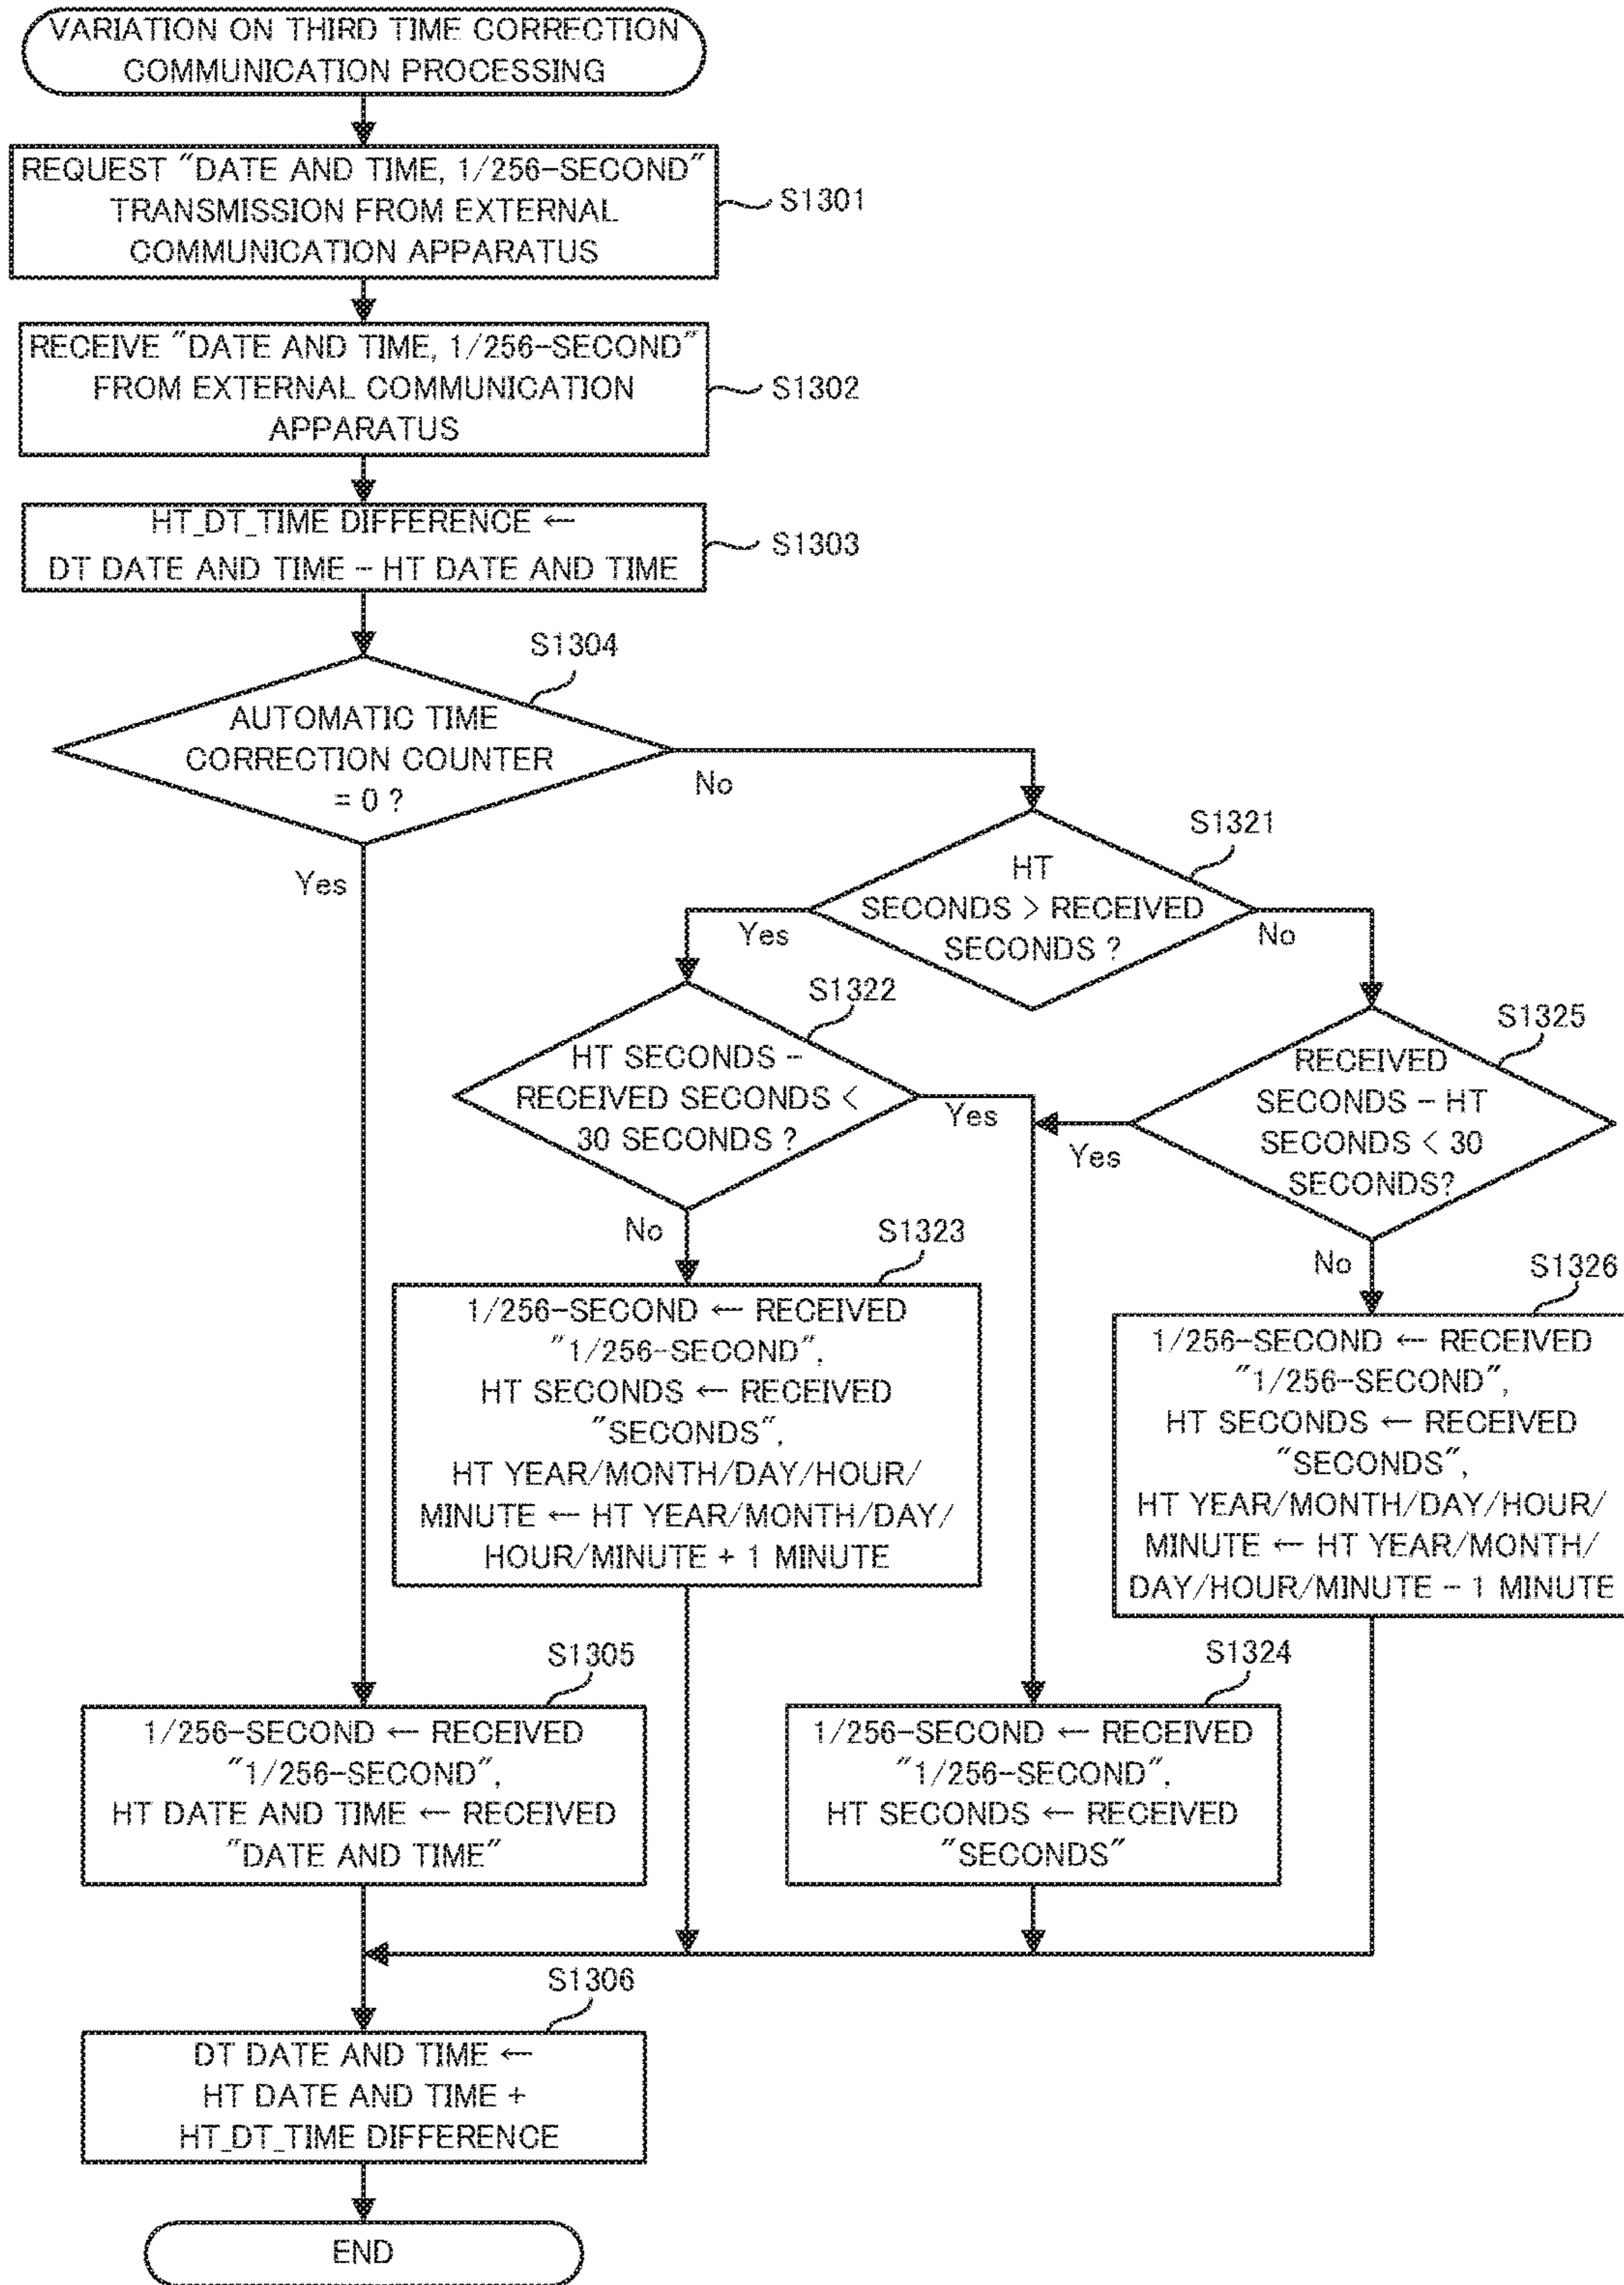 VARIATION ON THIRD TIME CORRECTION
COMMUNICATION PROCESSING
REQUEST "DATE AND TIME, 1/256-SECOND"
TRANSMISSION FROM EXTERNAL
COMMUNICATION APPARATUS
S1301
RECEIVE "DATE AND TIME, 1/256-SECOND"
FROM EXTERNAL COMMUNICATION
APPARATUS
S1302
HT_DT_TIME DIFFERENCE ←
DT DATE AND TIME - HT DATE AND TIME
S1303
S1304
AUTOMATIC TIME
CORRECTION COUNTER
= 0 ?
No
Yes
S1321
HT
SECONDS > RECEIVED
SECONDS ?
Yes
No
S1322
HT SECONDS -
RECEIVED SECONDS <
30 SECONDS ?
Yes
No
S1325
RECEIVED
SECONDS - HT
SECONDS < 30
SECONDS?
Yes
No
S1323
1/256-SECOND ← RECEIVED
"1/256-SECOND",
HT SECONDS ← RECEIVED
"SECONDS",
HT YEAR/MONTH/DAY/HOUR/
MINUTE ← HT YEAR/MONTH/DAY/
HOUR/MINUTE + 1 MINUTE
S1326
1/256-SECOND ← RECEIVED
"1/256-SECOND",
HT SECONDS ← RECEIVED
"SECONDS",
HT YEAR/MONTH/DAY/HOUR/
MINUTE ← HT YEAR/MONTH/
DAY/HOUR/MINUTE - 1 MINUTE
S1305
1/256-SECOND ← RECEIVED
"1/256-SECOND",
HT DATE AND TIME ← RECEIVED
"DATE AND TIME"
S1324
1/256-SECOND ← RECEIVED
"1/256-SECOND",
HT SECONDS ← RECEIVED
"SECONDS"
S1306
DT DATE AND TIME ←
HT DATE AND TIME +
HT_DT_TIME DIFFERENCE
END